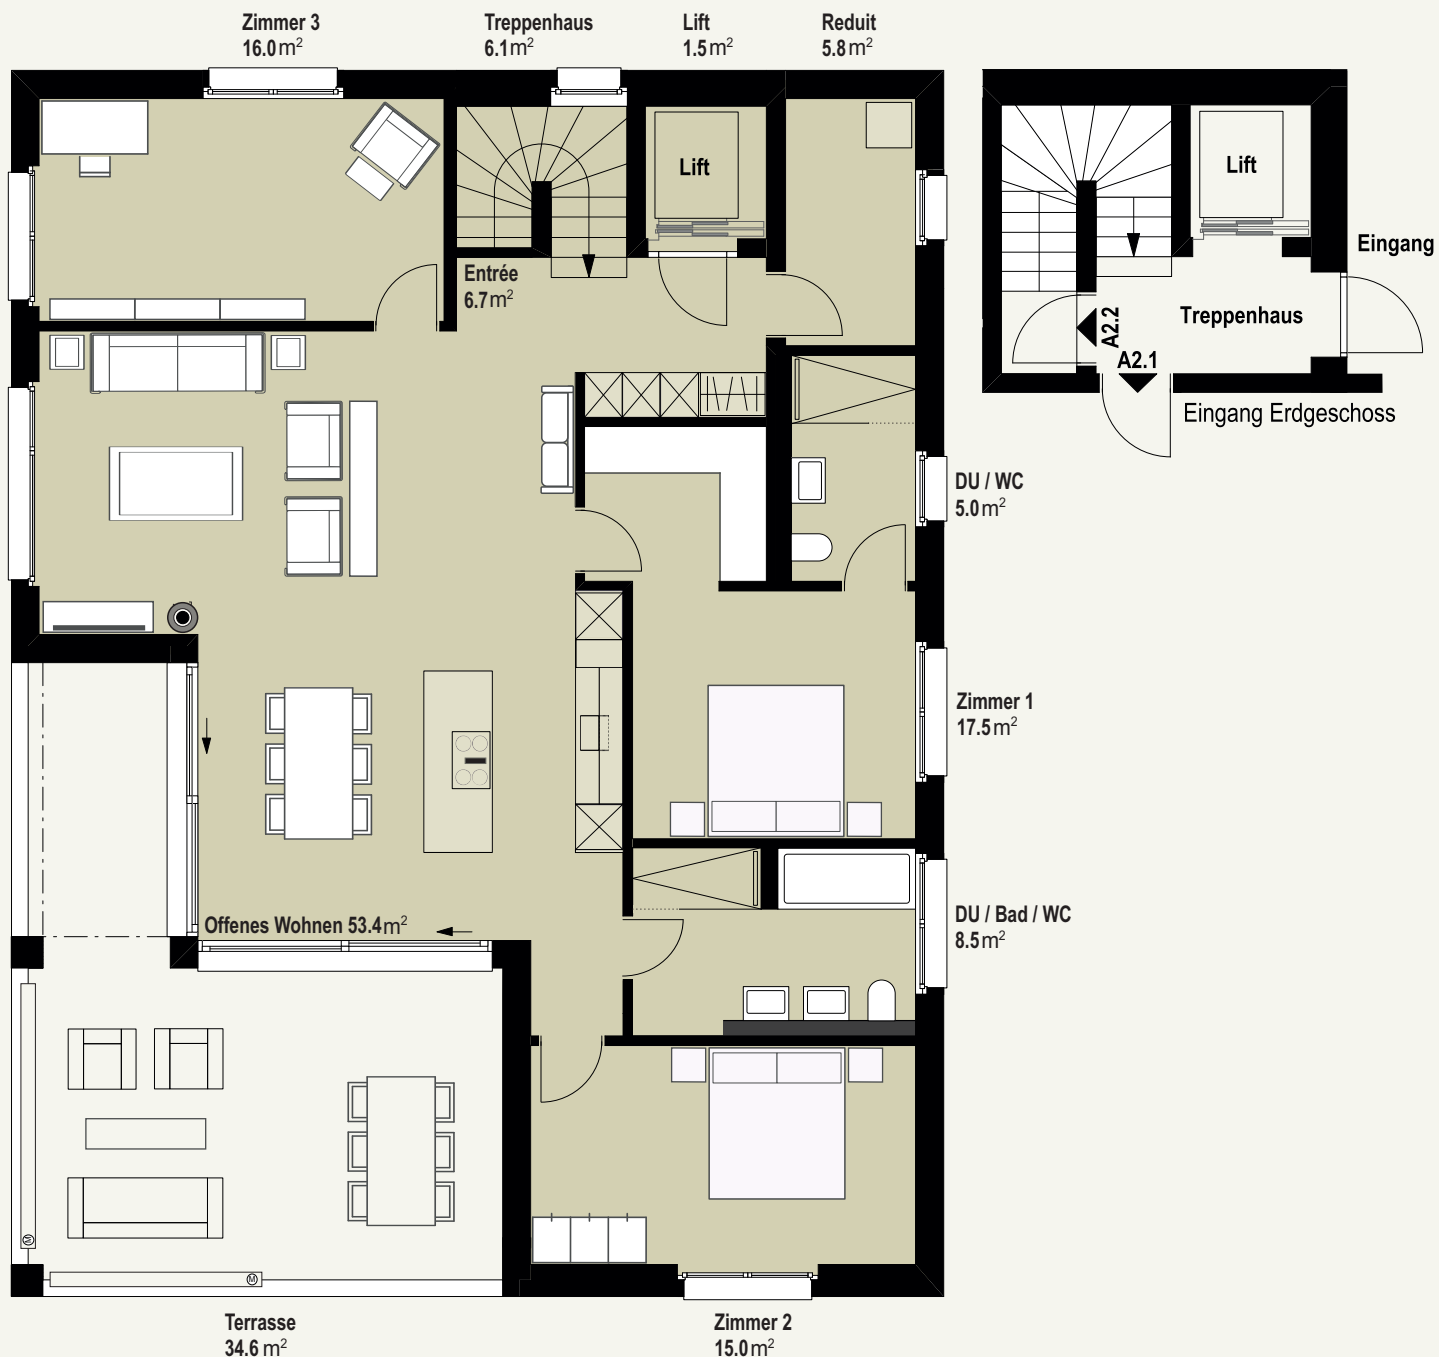 Zimmer 3
16.0 m²
Treppenhaus
6.1 m²
Lift
1.5 m²
Reduit
5.8 m²
Lift
Lift
Entrée
6.7 m²
Eingang
Treppenhaus
A2.2
A2.1
Eingang Erdgeschoss
DU / WC
5.0 m²
Zimmer 1
17.5 m²
Offenes Wohnen 53.4 m²
DU / Bad / WC
8.5 m²
M
M
Terrasse
34.6 m²
Zimmer 2
15.0 m²